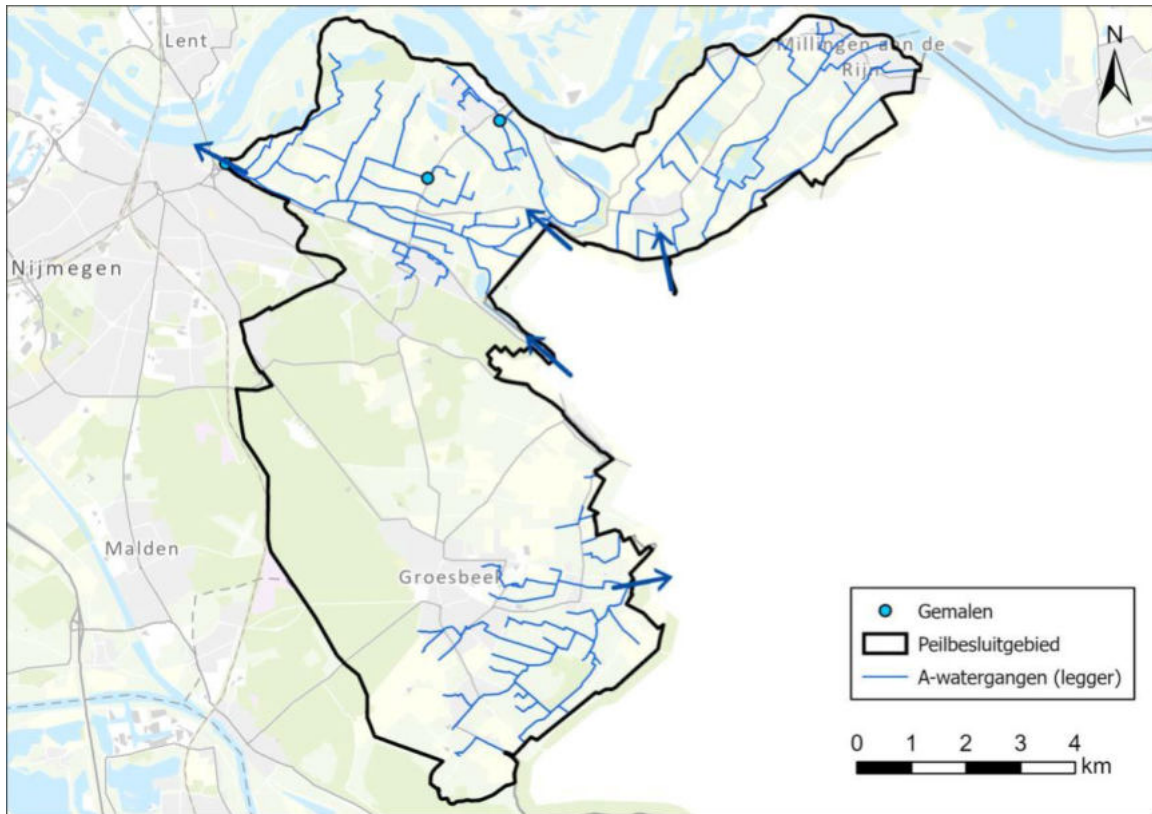 Lent
Millingen aan de
Rijn
N
Nijmegen
Malden
Groesbeek
Gemalen
Peilbesluitgebied
A-watergangen (legger)
0 1 2 3 4
km